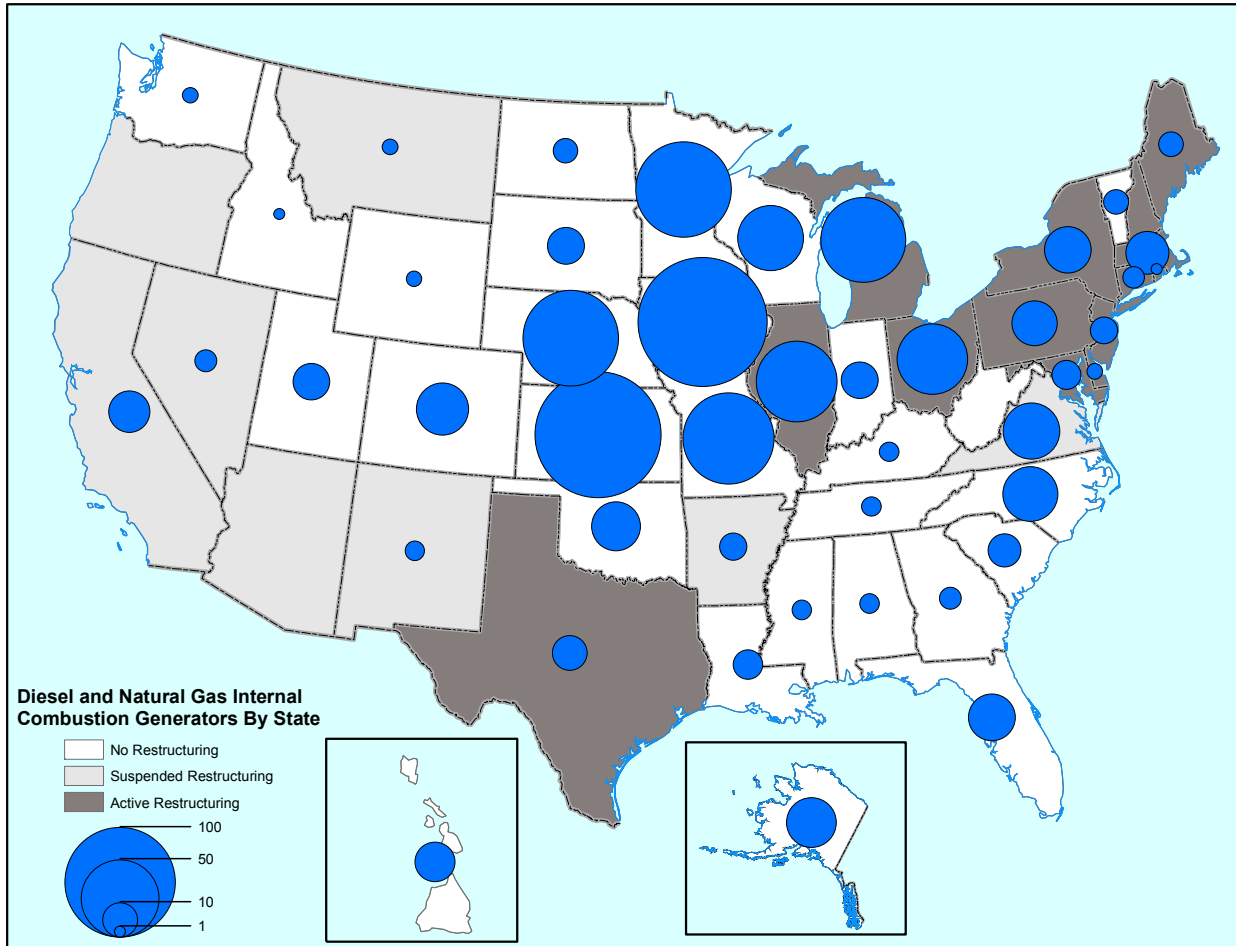 Diesel and Natural Gas Internal
Combustion Generators By State
No Restructuring
Suspended Restructuring
Active Restructuring
100
50
10
1